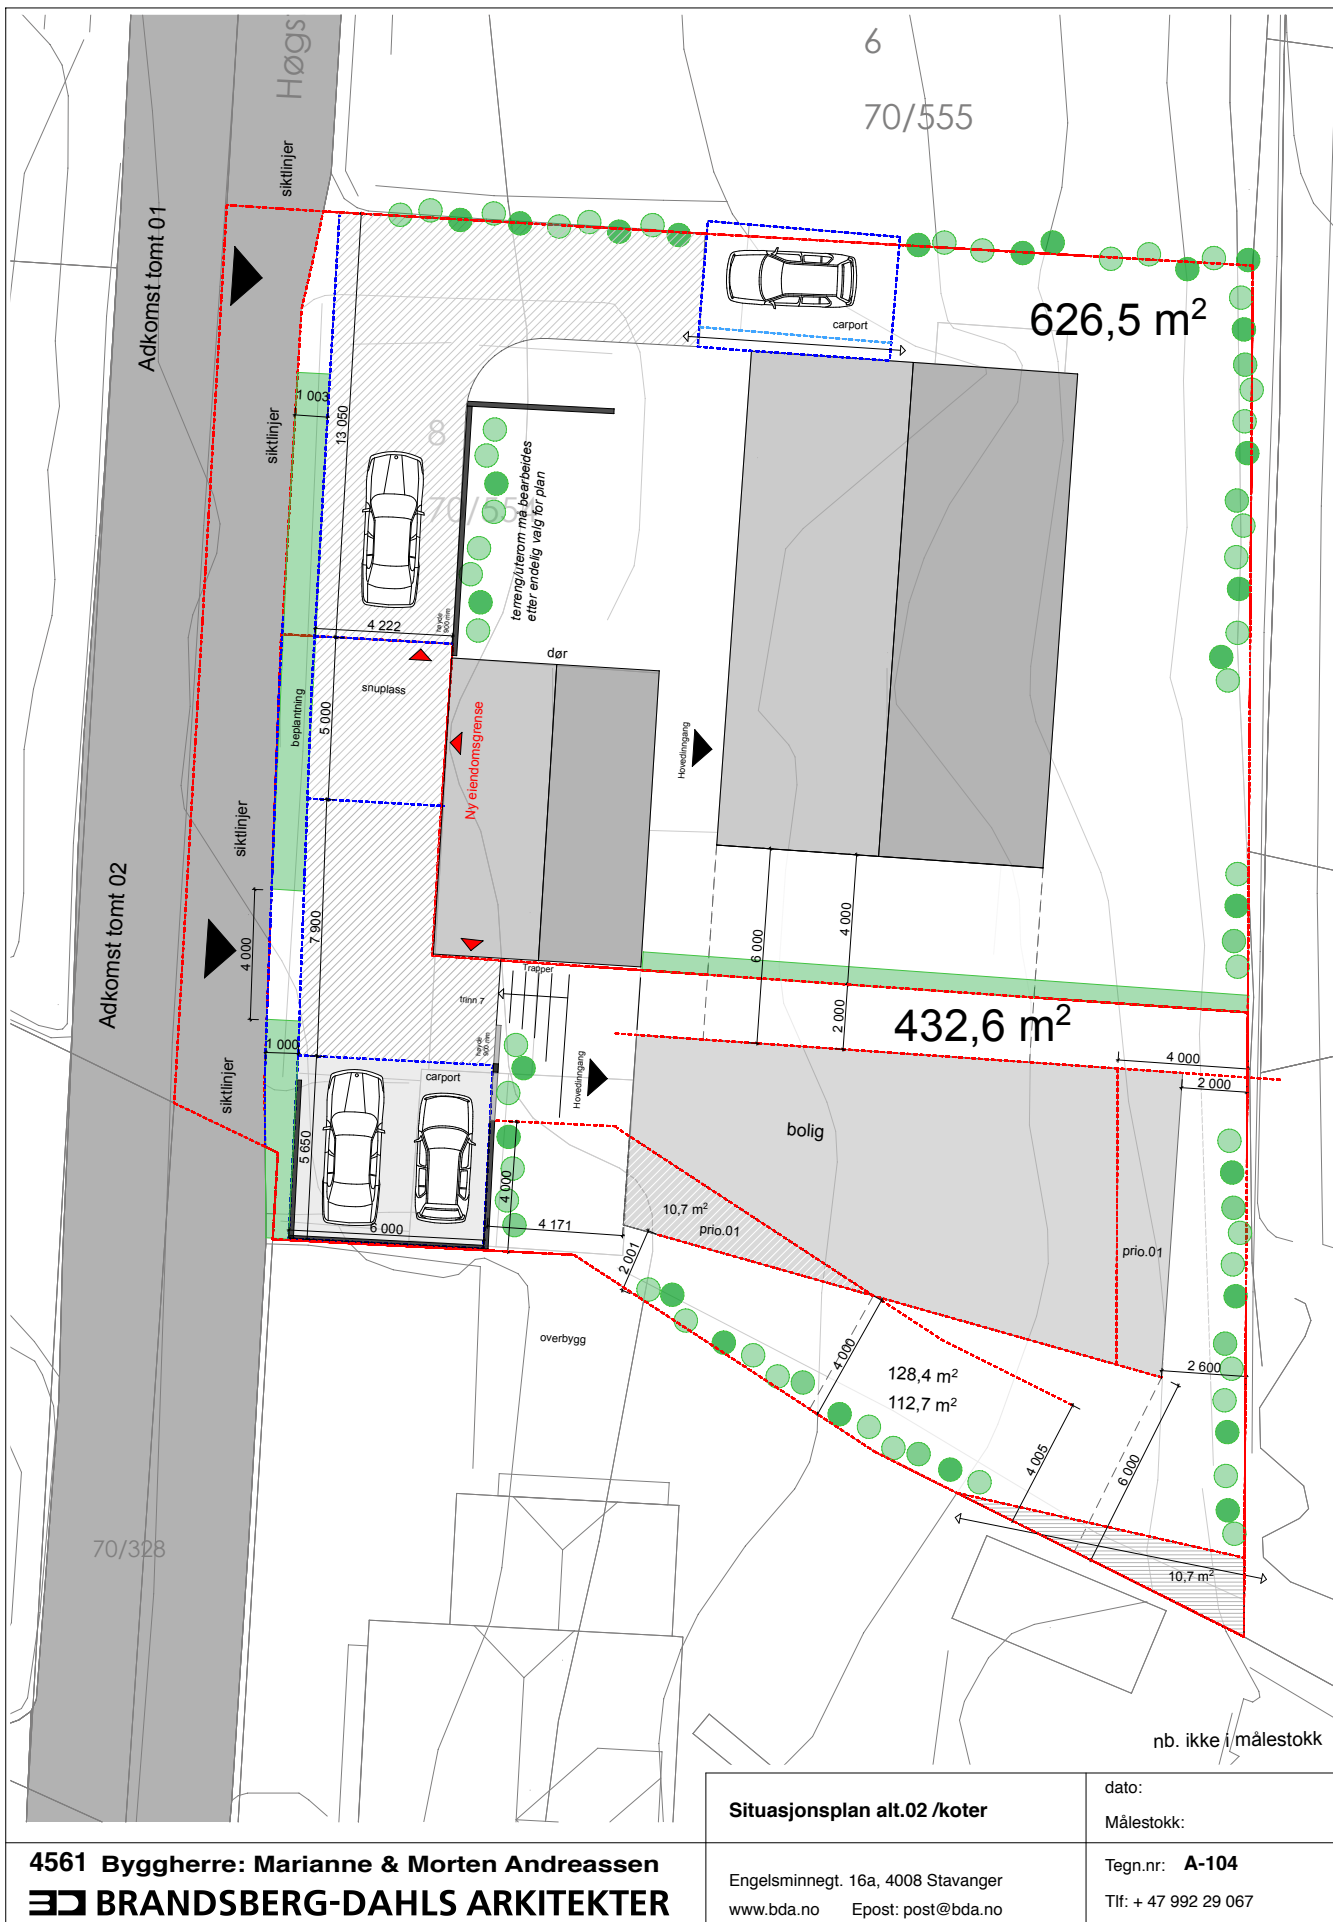 Høgs
6
70/555
siktlinjer
Adkomst tomt 01
carport
626,5 m²
1 003
13 050
siktlinjer
8
70/554
terreng/uterom må bearbeides
etter endelig valg for plan
høyde
900 mm
4 222
dør
snuplass
beplantning
5 000
Ny eiendomsgrense
Hovedinngang
siktlinjer
Adkomst tomt 02
4 000
7 900
6 000
4 000
2 000
Trapper
trinn 7
432,6 m²
høyde
900 mm
1 000
4 000
2 000
siktlinjer
carport
Hovedinngang
bolig
5 650
4 000
6 000
4 171
10,7 m²
prio.01
prio.01
2 001
overbygg
4 000
128,4 m²
112,7 m²
2 600
4 005
6 000
10,7 m²
70/328
nb. ikke i målestokk
Situasjonsplan alt.02 /koter
dato:
Målestokk:
4561 Byggherre: Marianne & Morten Andreassen
BRANDSBERG-DAHLS ARKITEKTER
Engelsminnegt. 16a, 4008 Stavanger
www.bda.no Epost: post@bda.no
Tegn.nr: A-104
Tlf: + 47 992 29 067